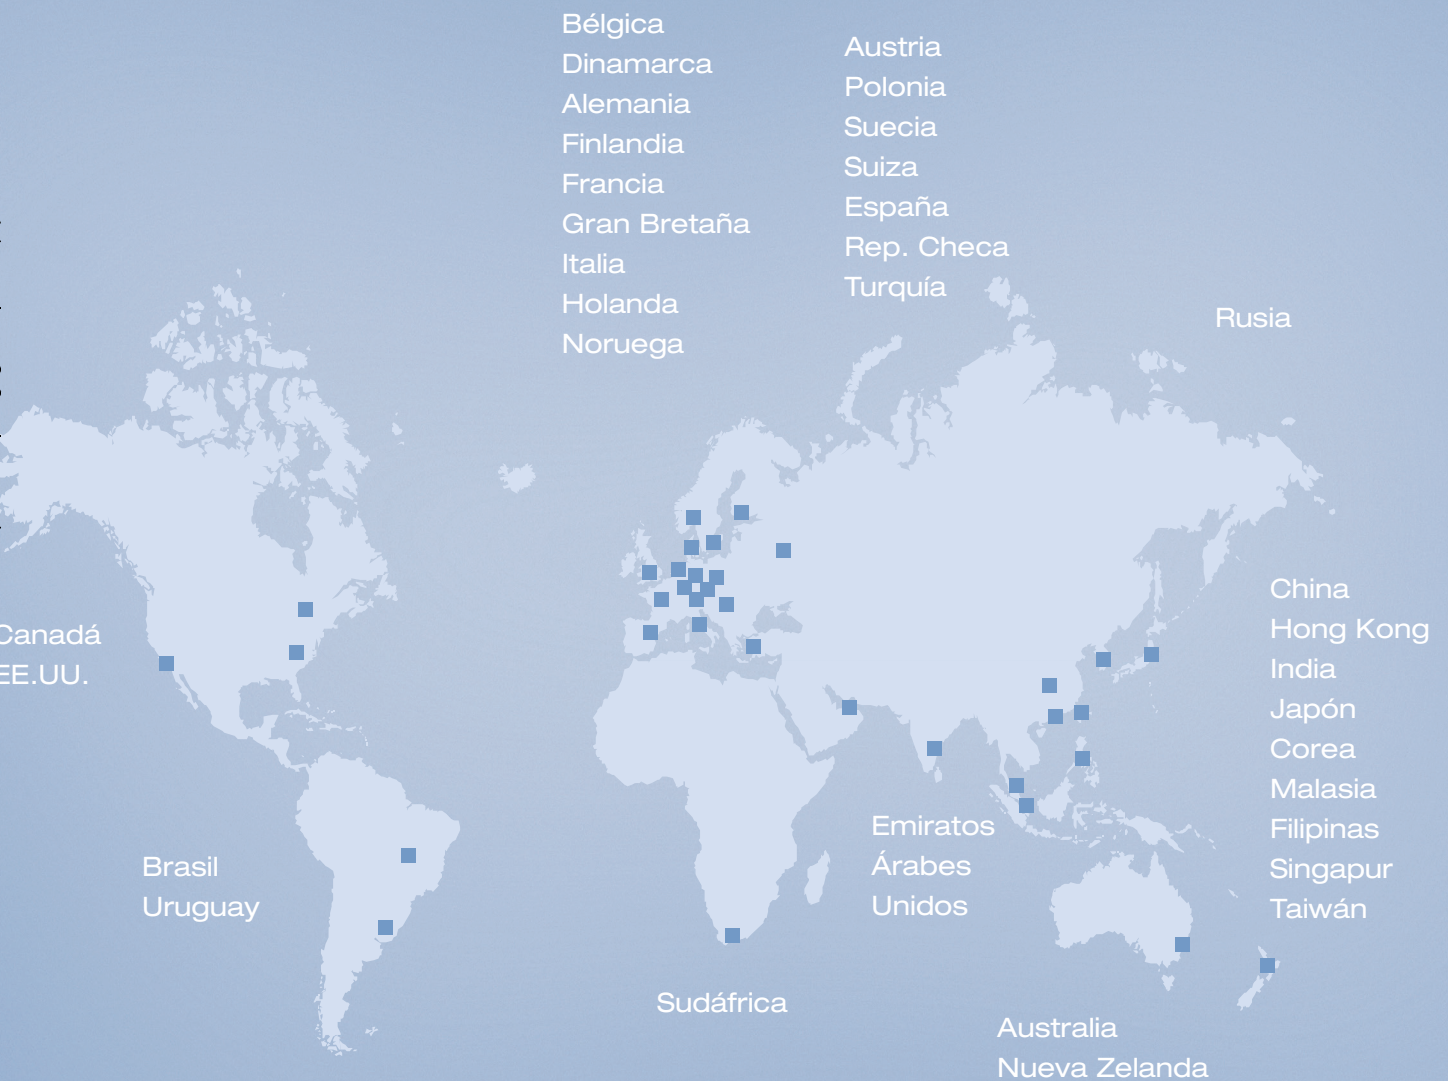 Bélgica
Dinamarca
Alemania
Finlandia
Francia
Gran Bretaña
Italia
Holanda
Noruega
Austria
Polonia
Suecia
Suiza
España
Rep. Checa
Turquía
Rusia
Canadá
EE.UU.
China
Hong Kong
India
Japón
Corea
Malasia
Filipinas
Singapur
Taiwán
Brasil
Uruguay
Emiratos
Árabes
Unidos
Sudáfrica
Australia
Nueva Zelanda